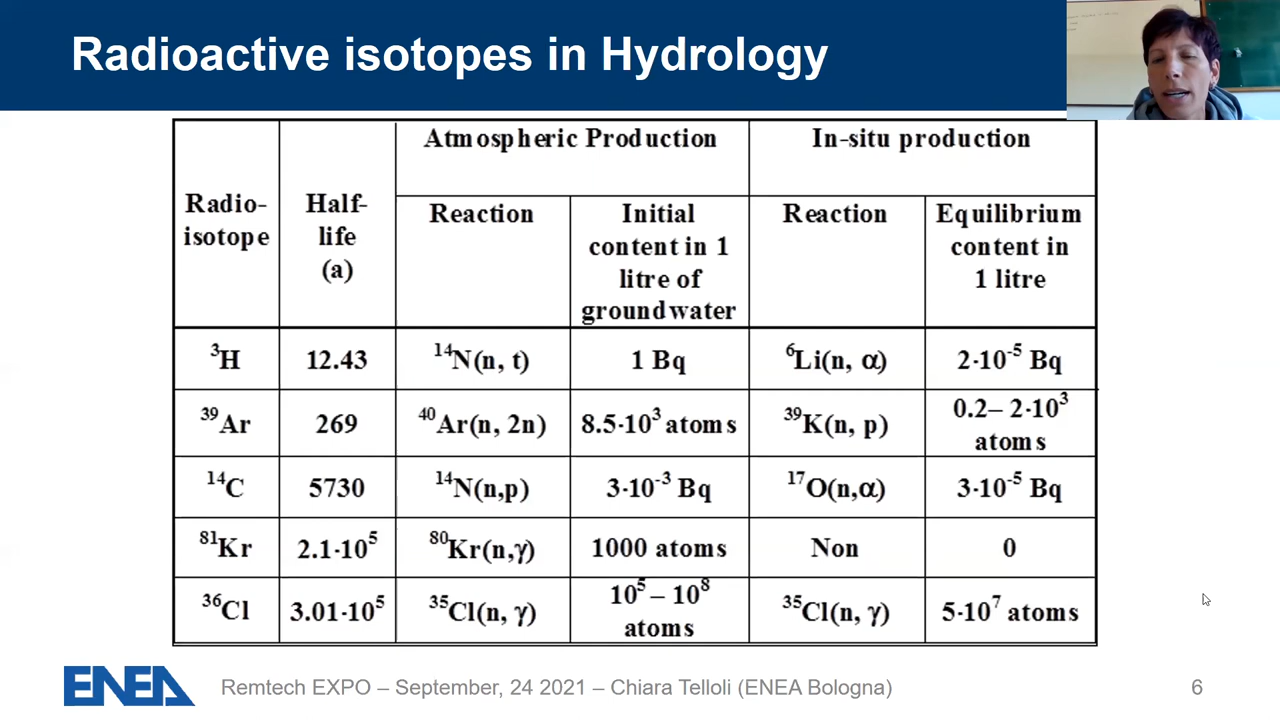 Radioactive isotopes in Hydrology
Radio-
isotope
Half-
life
(a)
Atmospheric Production
In-situ production
Reaction
Initial
content in 1
litre of
groundwater
Reaction
Equilibrium
content in
1 litre
³H
12.43
¹⁴N(n, t)
1 Bq
⁶Li(n, α)
2·10⁻⁵ Bq
³⁹Ar
269
⁴⁰Ar(n, 2n)
8.5·10³ atoms
³⁹K(n, p)
0.2– 2·10³
atoms
¹⁴C
5730
¹⁴N(n,p)
3·10⁻³ Bq
¹⁷O(n,α)
3·10⁻⁵ Bq
⁸¹Kr
2.1·10⁵
⁸⁰Kr(n,γ)
1000 atoms
Non
0
³⁶Cl
3.01·10⁵
³⁵Cl(n, γ)
10⁵ – 10⁸
atoms
³⁵Cl(n, γ)
5·10⁷ atoms
ENEA
Remtech EXPO – September, 24 2021 – Chiara Telloli (ENEA Bologna)
6